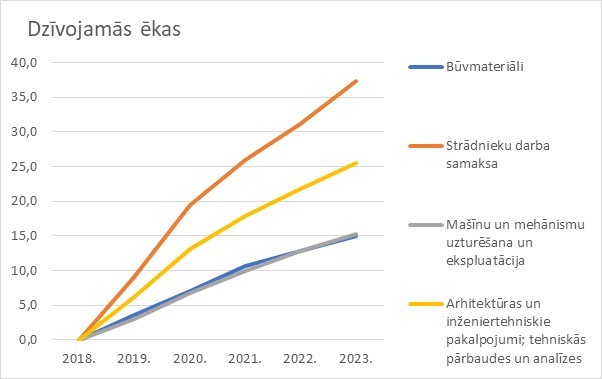 Dzīvojamās ēkas
40,0
35,0
30,0
25,0
20,0
15,0
10,0
5,0
0,0
2018. 2019. 2020. 2021. 2022. 2023.
Būvmateriāli
Strādnieku darba
samaksa
Mašīnu un mehānismu
uzturēšana un
ekspluatācija
Arhitektūras un
inženiertehniskie
pakalpojumi; tehniskās
pārbaudes un analīzes